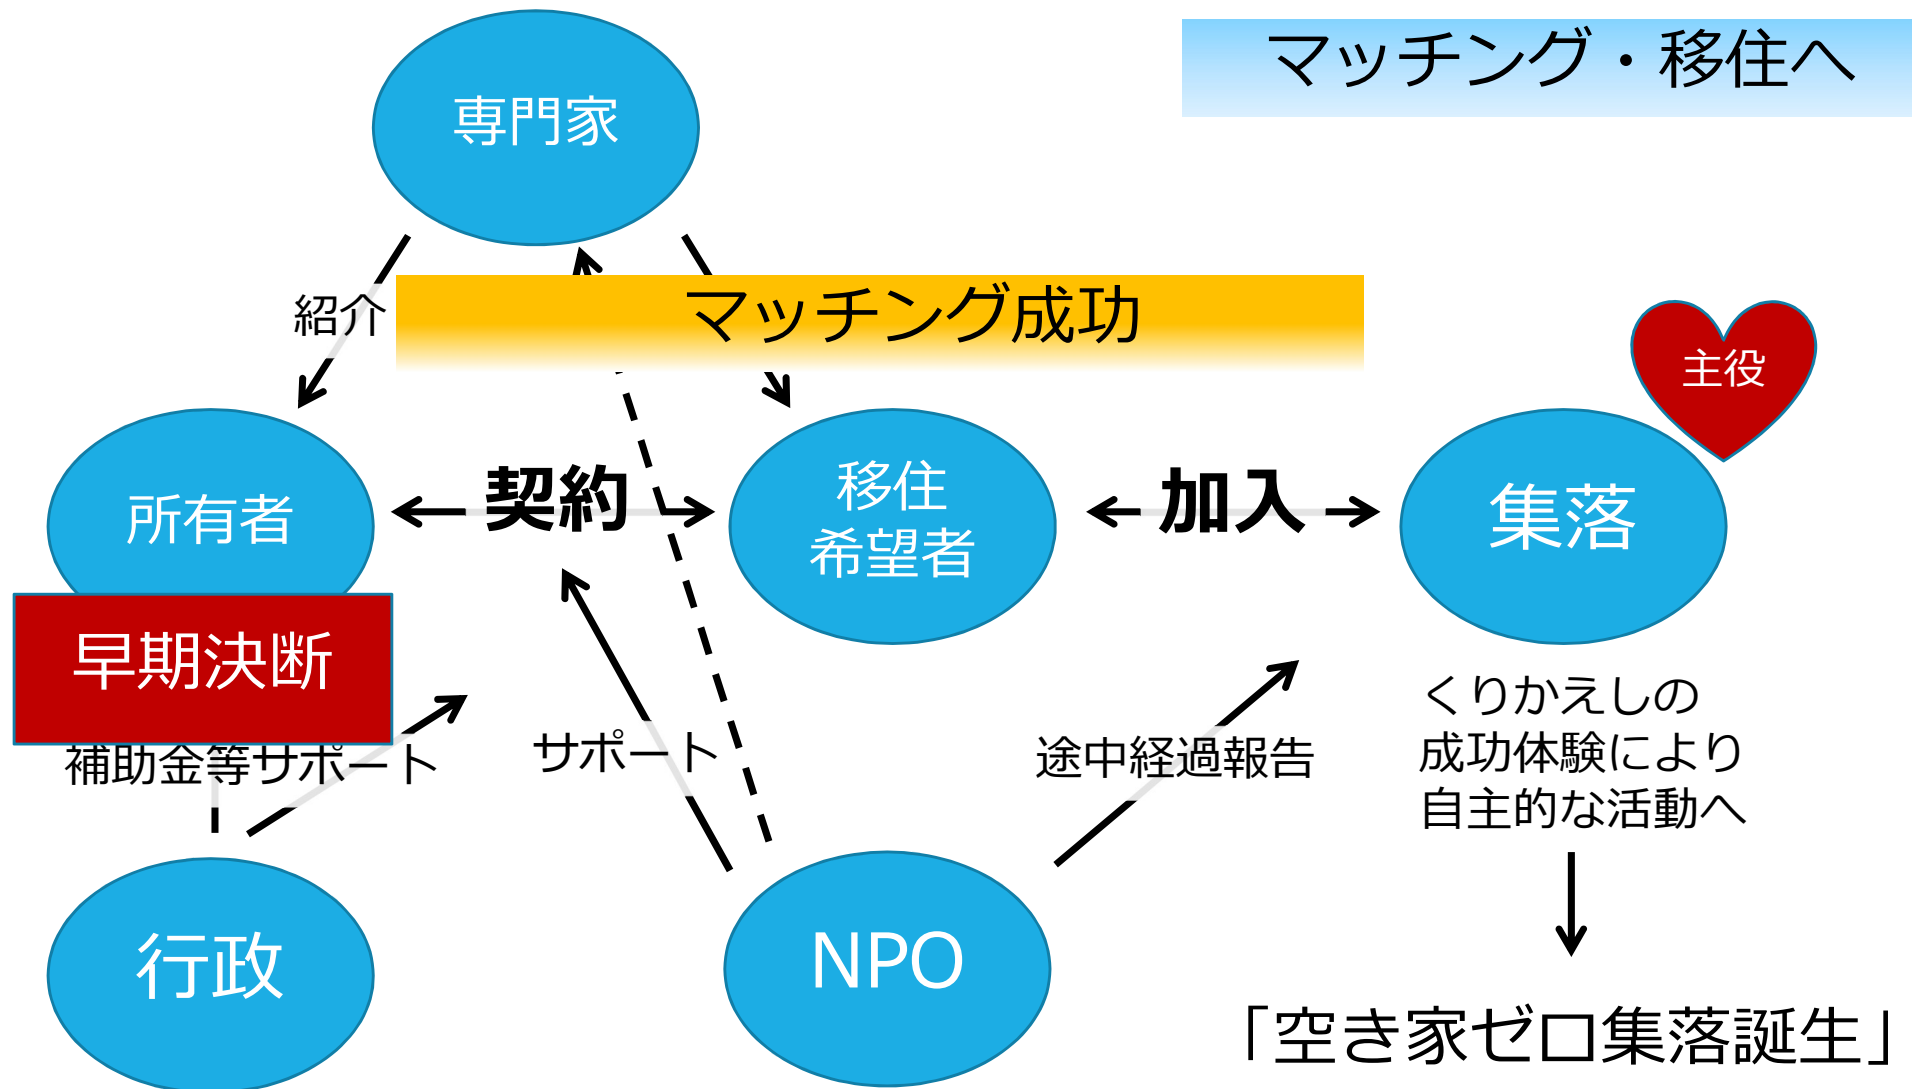 マッチング・移住へ
専門家
紹介
マッチング成功
主役
所有者
契約
移住
希望者
加入
集落
早期決断
補助金等サポート
サポート
途中経過報告
くりかえしの
成功体験により
自主的な活動へ
行政
NPO
「空き家ゼロ集落誕生」